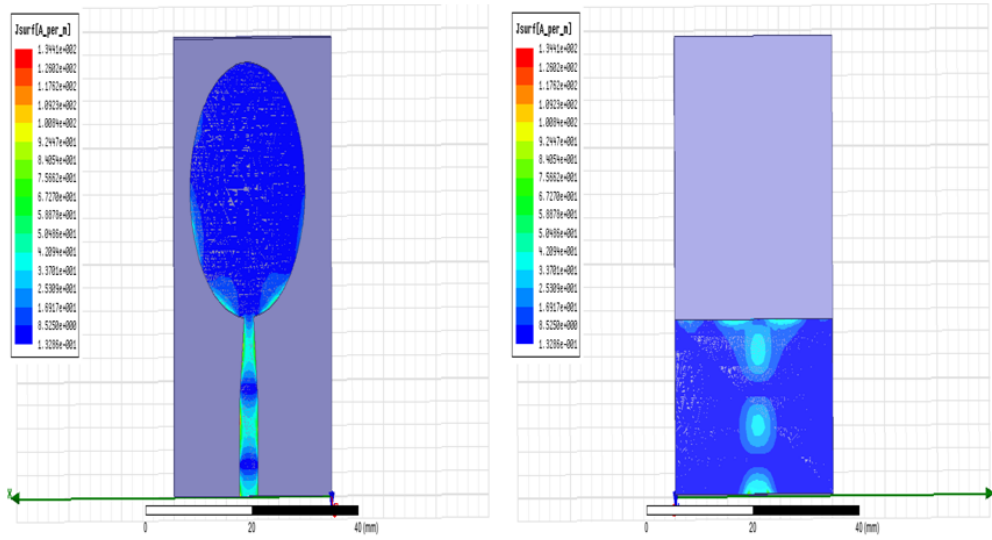 Jsurf[A_per_m]
1.3441e+002
1.2602e+002
1.1762e+002
1.0923e+002
1.0084e+002
9.2447e+001
8.4054e+001
7.5662e+001
6.7270e+001
5.8878e+001
5.0486e+001
4.2094e+001
3.3701e+001
2.5309e+001
1.6917e+001
8.5250e+000
1.3286e-001
X
0 20 40 (mm)
Jsurf[A_per_m]
1.3441e+002
1.2602e+002
1.1762e+002
1.0923e+002
1.0084e+002
9.2447e+001
8.4054e+001
7.5662e+001
6.7270e+001
5.8878e+001
5.0486e+001
4.2094e+001
3.3701e+001
2.5309e+001
1.6917e+001
8.5250e+000
1.3286e-001
0 20 40 (mm)